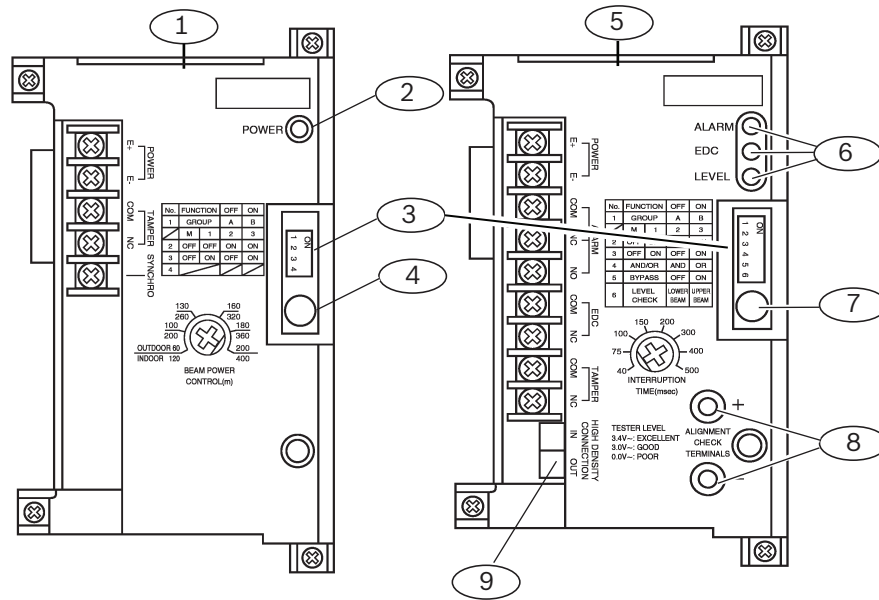 1
2
3
4
POWER
E+
E-
POWER
COM
NC
TAMPER
SYNCHRO
No. FUNCTION OFF ON
1 GROUP A B
M 1 2 3
2 OFF OFF ON ON
3 OFF ON OFF ON
4
ON
1 2 3 4
130 260
160 320
100 200
180 360
OUTDOOR 60
INDOOR 120
200 400
BEAM POWER
CONTROL(m)
5
6
7
8
9
ALARM
EDC
LEVEL
E+
E-
POWER
COM
NC
NC
COM
NC
EDC
COM
NC
TAMPER
IN
OUT
HIGH DENSITY
CONNECTION
No. FUNCTION OFF ON
1 GROUP A B
M 1 2 3
2
3 OFF ON OFF ON
4 AND/OR AND OR
5 BYPASS OFF ON
6 LEVEL CHECK LOWER BEAM UPPER BEAM
ON
1 2 3 4 5 6
150 200
100 300
75 400
40 500
INTERRUPTION
TIME(msec)
TESTER LEVEL
3.4V~: EXCELLENT
3.0V~: GOOD
0.0V~: POOR
+
ALIGNMENT
CHECK
TERMINALS
−